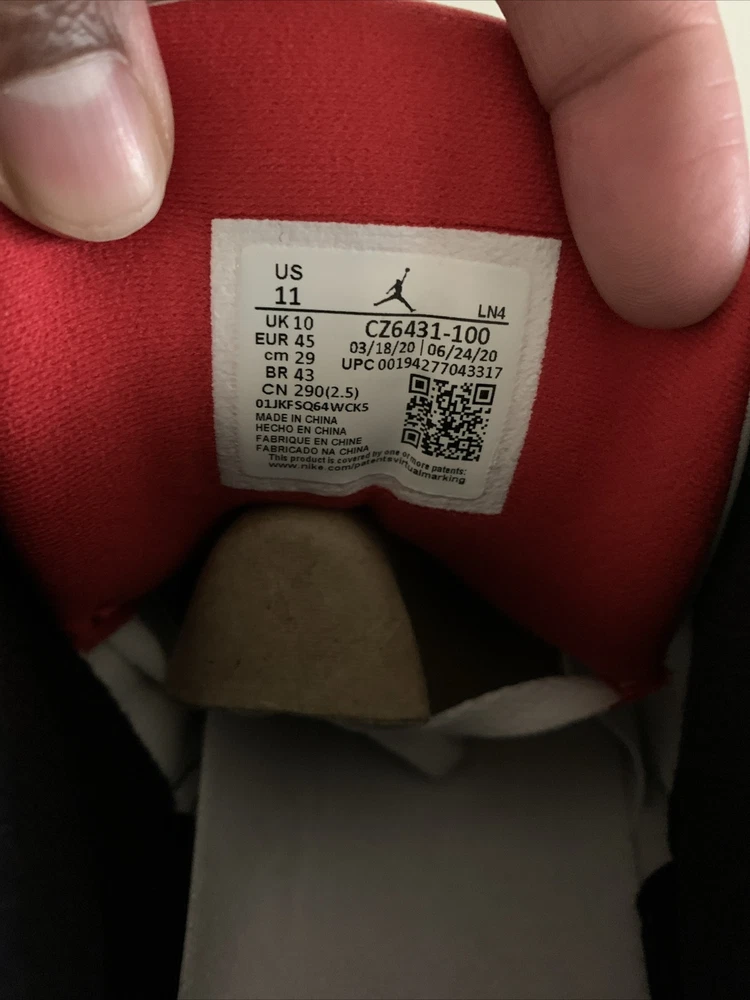 US
11
LN4
UK 10
CZ6431-100
EUR 45
03/18/20 | 06/24/20
cm 29
UPC 00194277043317
BR 43
CN 290(2.5)
01JKFSQ64WCK5
MADE IN CHINA
HECHO EN CHINA
FABRIQUE EN CHINE
FABRICADO NA CHINA
This product is covered by one or more patents:
www.nike.com/patentsvirtualmarking